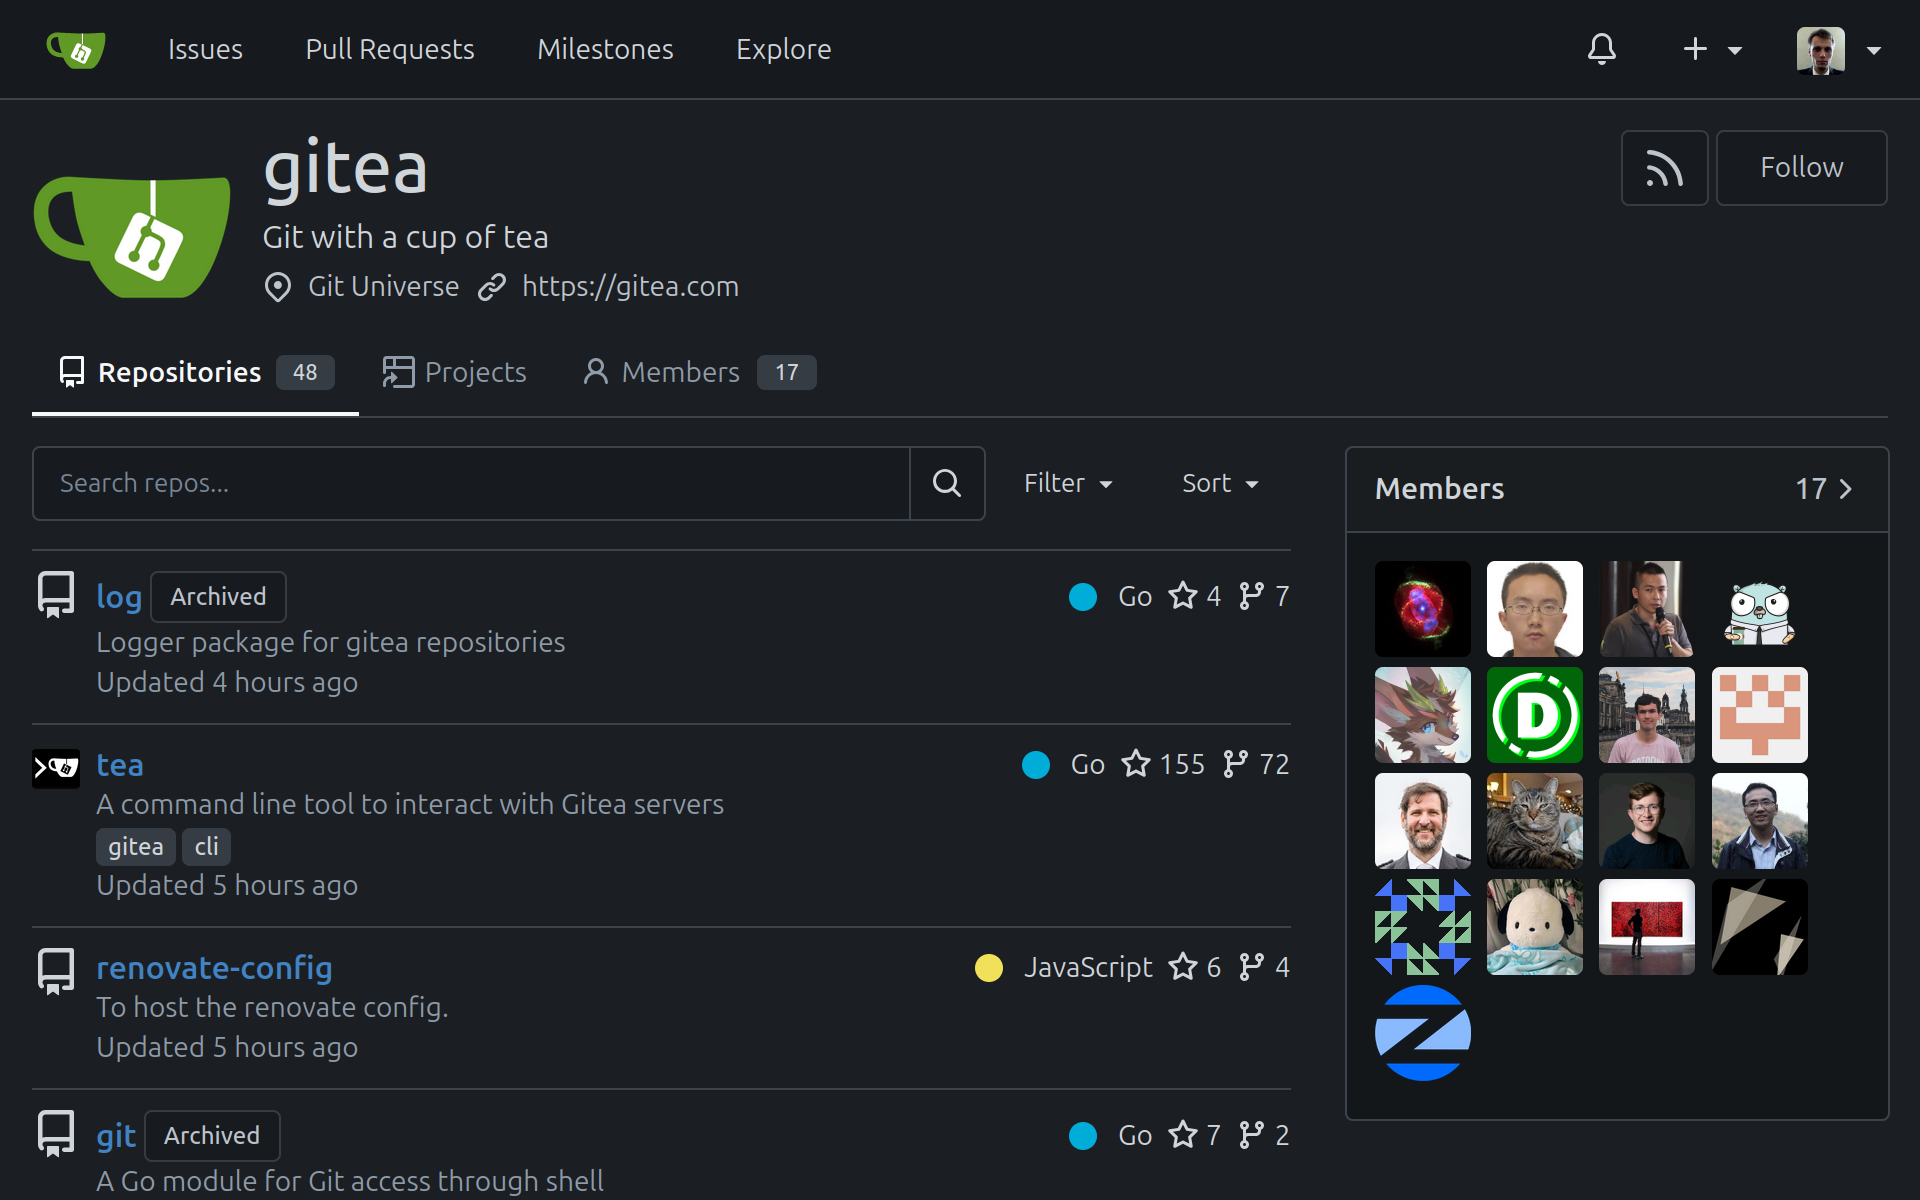 Issues Pull Requests Milestones Explore
gitea
Follow
Git with a cup of tea
Git Universe https://gitea.com
Repositories 48 Projects Members 17
Search repos...
Filter Sort
Members 17
log Archived Go 4 7
Logger package for gitea repositories
Updated 4 hours ago
tea Go 155 72
A command line tool to interact with Gitea servers
gitea cli
Updated 5 hours ago
renovate-config JavaScript 6 4
To host the renovate config.
Updated 5 hours ago
git Archived Go 7 2
A Go module for Git access through shell
D